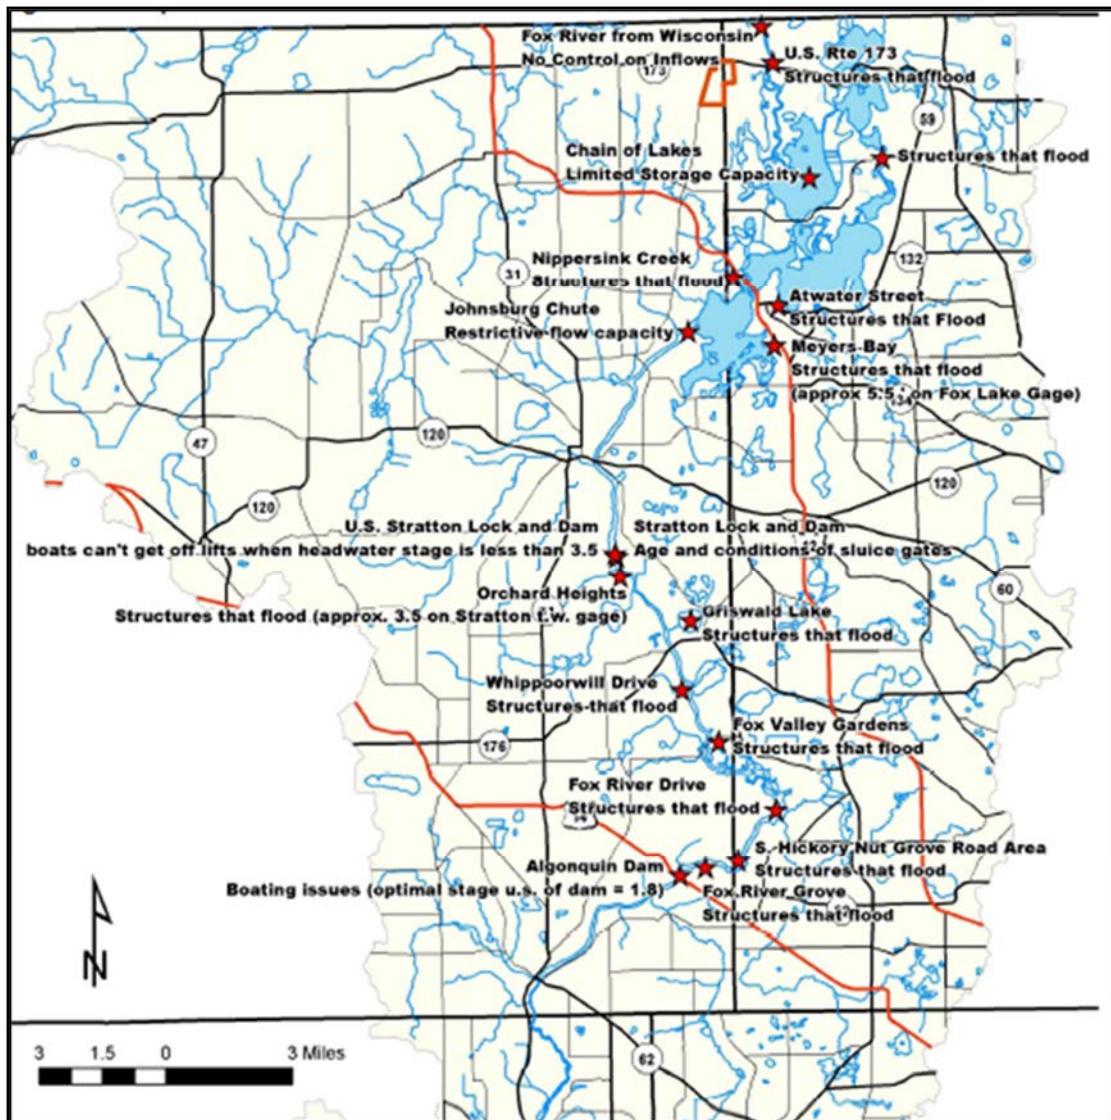 Fox River from Wisconsin
No Control on Inflows
173
U.S. Rte 173
Structures that flood
59
Chain of Lakes
Limited Storage Capacity
Structures that flood
Nippersink Creek
Structures that flood
31
132
Johnsburg Chute
Restrictive flow capacity
Atwater Street
Structures that Flood
Meyers Bay
Structures that flood
(approx 5.5 on Fox Lake Gage)
134
47
120
120
120
U.S. Stratton Lock and Dam
boats can't get off lifts when headwater stage is less than 3.5
Stratton Lock and Dam
Age and conditions of sluice gates
60
Orchard Heights
Structures that flood (approx. 3.5 on Stratton t.w. gage)
Griswald Lake
Structures that flood
Whippoorwill Drive
Structures that flood
176
Fox Valley Gardens
Structures that flood
Fox River Drive
Structures that flood
14
S. Hickory Nut Grove Road Area
Structures that flood
Algonquin Dam
Boating issues (optimal stage u.s. of dam = 1.8)
Fox River Grove
Structures that flood
N
3 1.5 0 3 Miles
62